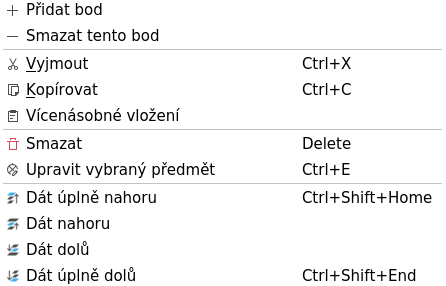 Přidat bod
Smazat tento bod
Vyjmout Ctrl+X
Kopírovat Ctrl+C
Vícenásobné vložení
Smazat Delete
Upravit vybraný předmět Ctrl+E
Dát úplně nahoru Ctrl+Shift+Home
Dát nahoru
Dát dolů
Dát úplně dolů Ctrl+Shift+End